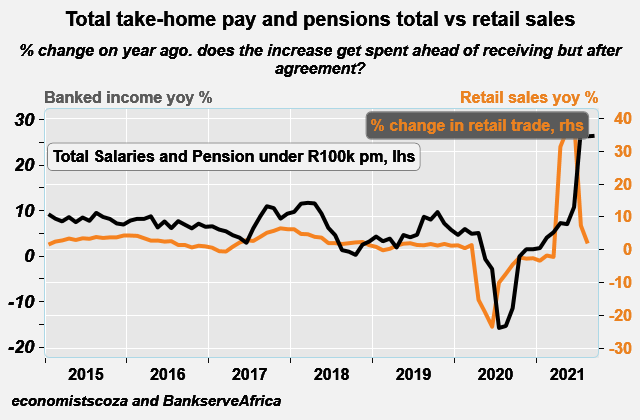 Total take-home pay and pensions total vs retail sales
% change on year ago. does the increase get spent ahead of receiving but after
agreement?
Banked income yoy %
Retail sales yoy %
% change in retail trade, rhs
Total Salaries and Pension under R100k pm, lhs
30
20
10
0
-10
-20
40
30
20
10
0
-10
-20
-30
2015
2016
2017
2018
2019
2020
2021
economistscoza and BankserveAfrica